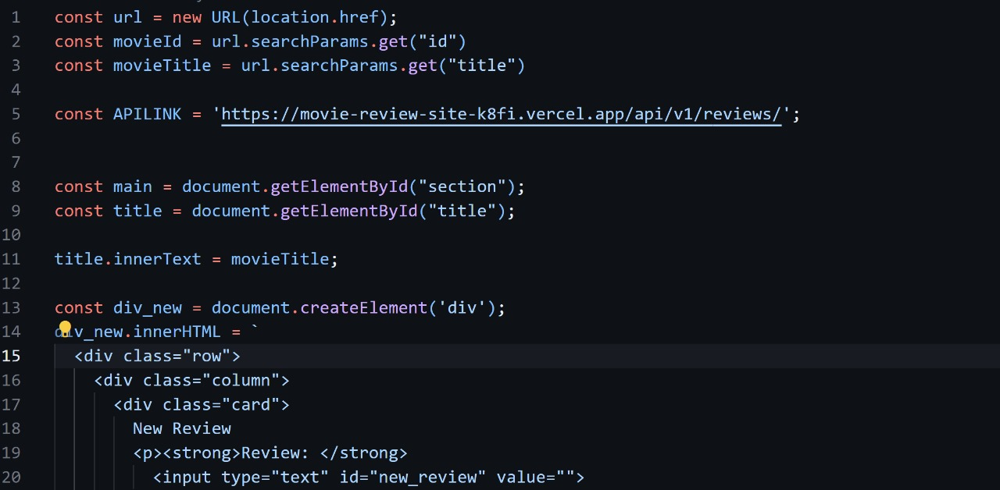 1 const url = new URL(location.href);
2 const movieId = url.searchParams.get("id")
3 const movieTitle = url.searchParams.get("title")
4
5 const APILINK = 'https://movie-review-site-k8fi.vercel.app/api/v1/reviews/';
6
7
8 const main = document.getElementById("section");
9 const title = document.getElementById("title");
10
11 title.innerText = movieTitle;
12
13 const div_new = document.createElement('div');
14 div_new.innerHTML = `
15 <div class="row">
16 <div class="column">
17 <div class="card">
18 New Review
19 <p><strong>Review: </strong>
20 <input type="text" id="new_review" value="">